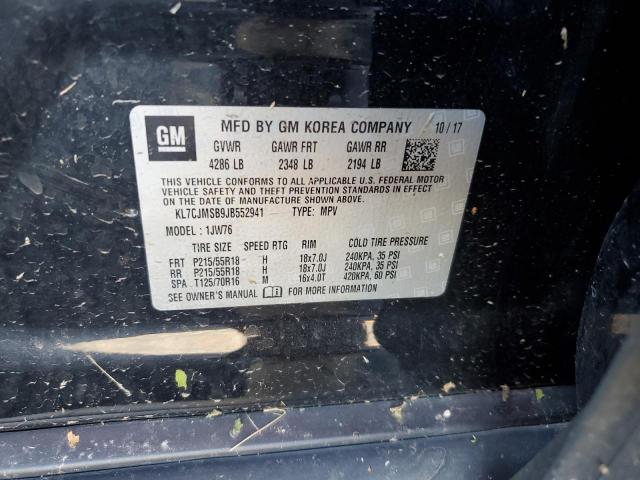 GM MFD BY GM KOREA COMPANY 10/17
GVWR GAWR FRT GAWR RR
4286 LB 2348 LB 2194 LB
THIS VEHICLE CONFORMS TO ALL APPLICABLE U.S. FEDERAL MOTOR
VEHICLE SAFETY AND THEFT PREVENTION STANDARDS IN EFFECT
ON THE DATE OF MANUFACTURE SHOWN ABOVE.
KL7CJMSB9JB552941 TYPE: MPV
MODEL: 1JW76
TIRE SIZE SPEED RTG RIM COLD TIRE PRESSURE
FRT P215/55R18 H 18x7.0J 240KPA, 35 PSI
RR P215/55R18 H 18x7.0J 240KPA, 35 PSI
SPA T125/70R16 M 16x4.0T 420KPA, 60 PSI
SEE OWNER'S MANUAL FOR MORE INFORMATION